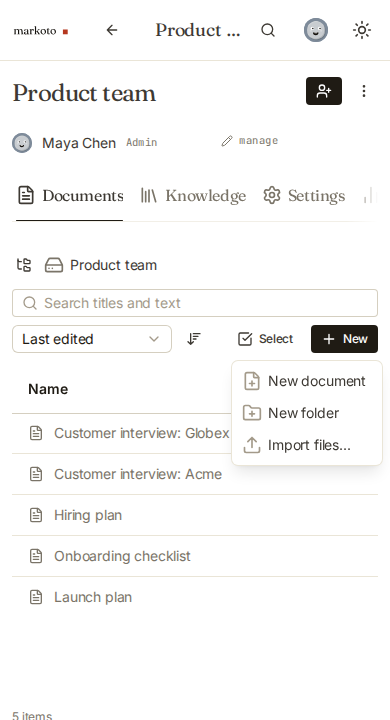 markoto
Product ...
Product team
Maya Chen Admin manage
Documents Knowledge Settings
Product team
Search titles and text
Last edited Select New
New document
New folder
Import files...
Name
Customer interview: Globex
Customer interview: Acme
Hiring plan
Onboarding checklist
Launch plan
5 items